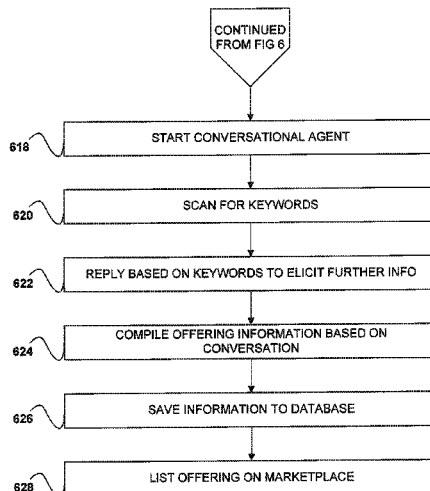 CONTINUED
FROM FIG 6
618
START CONVERSATIONAL AGENT
620
SCAN FOR KEYWORDS
622
REPLY BASED ON KEYWORDS TO ELICIT FURTHER INFO
624
COMPILE OFFERING INFORMATION BASED ON
CONVERSATION
626
SAVE INFORMATION TO DATABASE
628
LIST OFFERING ON MARKETPLACE